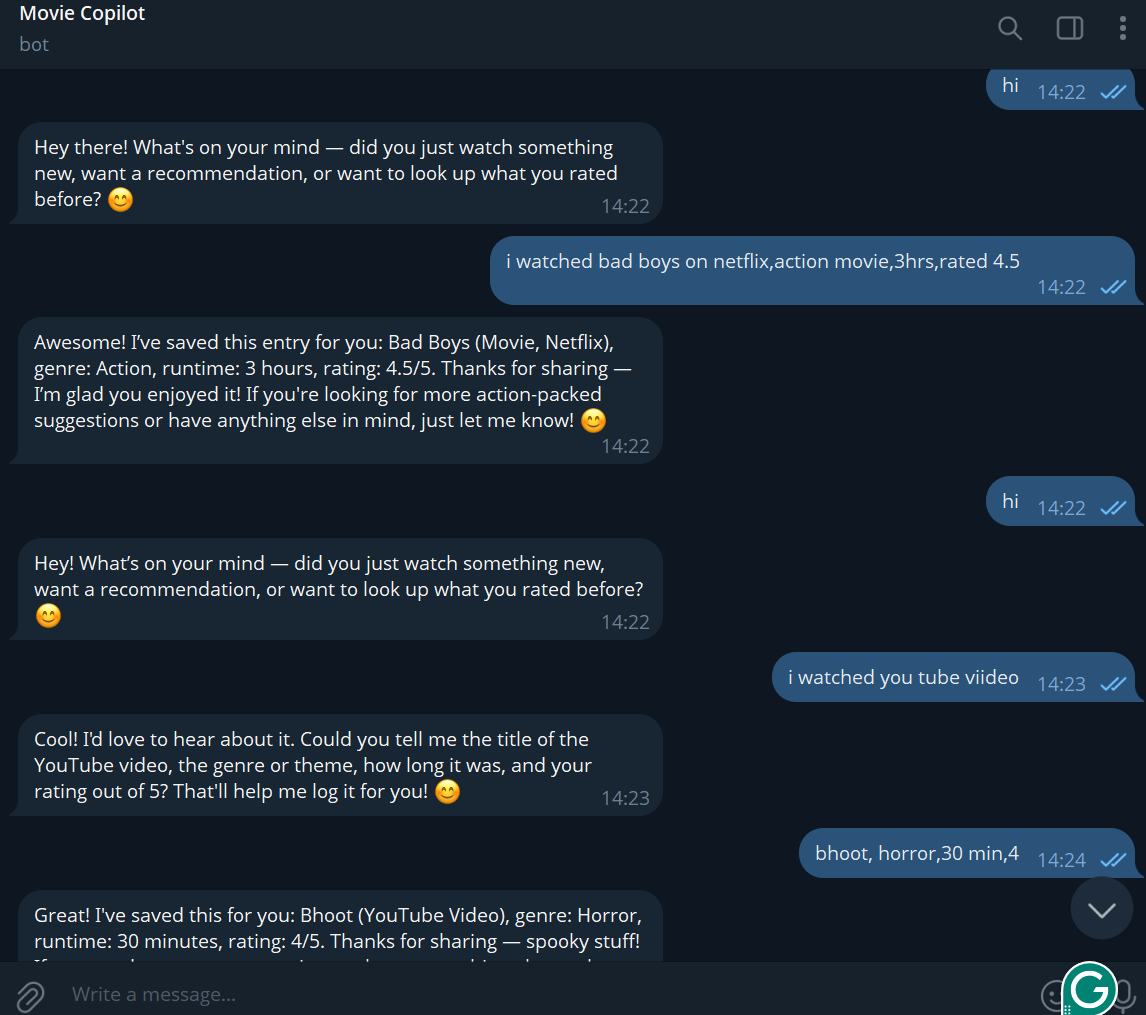 Movie Copilot
bot
hi 14:22
Hey there! What's on your mind — did you just watch something
new, want a recommendation, or want to look up what you rated
before? 😊 14:22
i watched bad boys on netflix,action movie,3hrs,rated 4.5
14:22
Awesome! I’ve saved this entry for you: Bad Boys (Movie, Netflix),
genre: Action, runtime: 3 hours, rating: 4.5/5. Thanks for sharing —
I’m glad you enjoyed it! If you're looking for more action-packed
suggestions or have anything else in mind, just let me know! 😊
14:22
hi 14:22
Hey! What’s on your mind — did you just watch something new,
want a recommendation, or want to look up what you rated before?
😊 14:22
i watched you tube viideo 14:23
Cool! I'd love to hear about it. Could you tell me the title of the
YouTube video, the genre or theme, how long it was, and your
rating out of 5? That'll help me log it for you! 😊 14:23
bhoot, horror,30 min,4 14:24
Great! I've saved this for you: Bhoot (YouTube Video), genre: Horror,
runtime: 30 minutes, rating: 4/5. Thanks for sharing — spooky stuff!
Write a message...